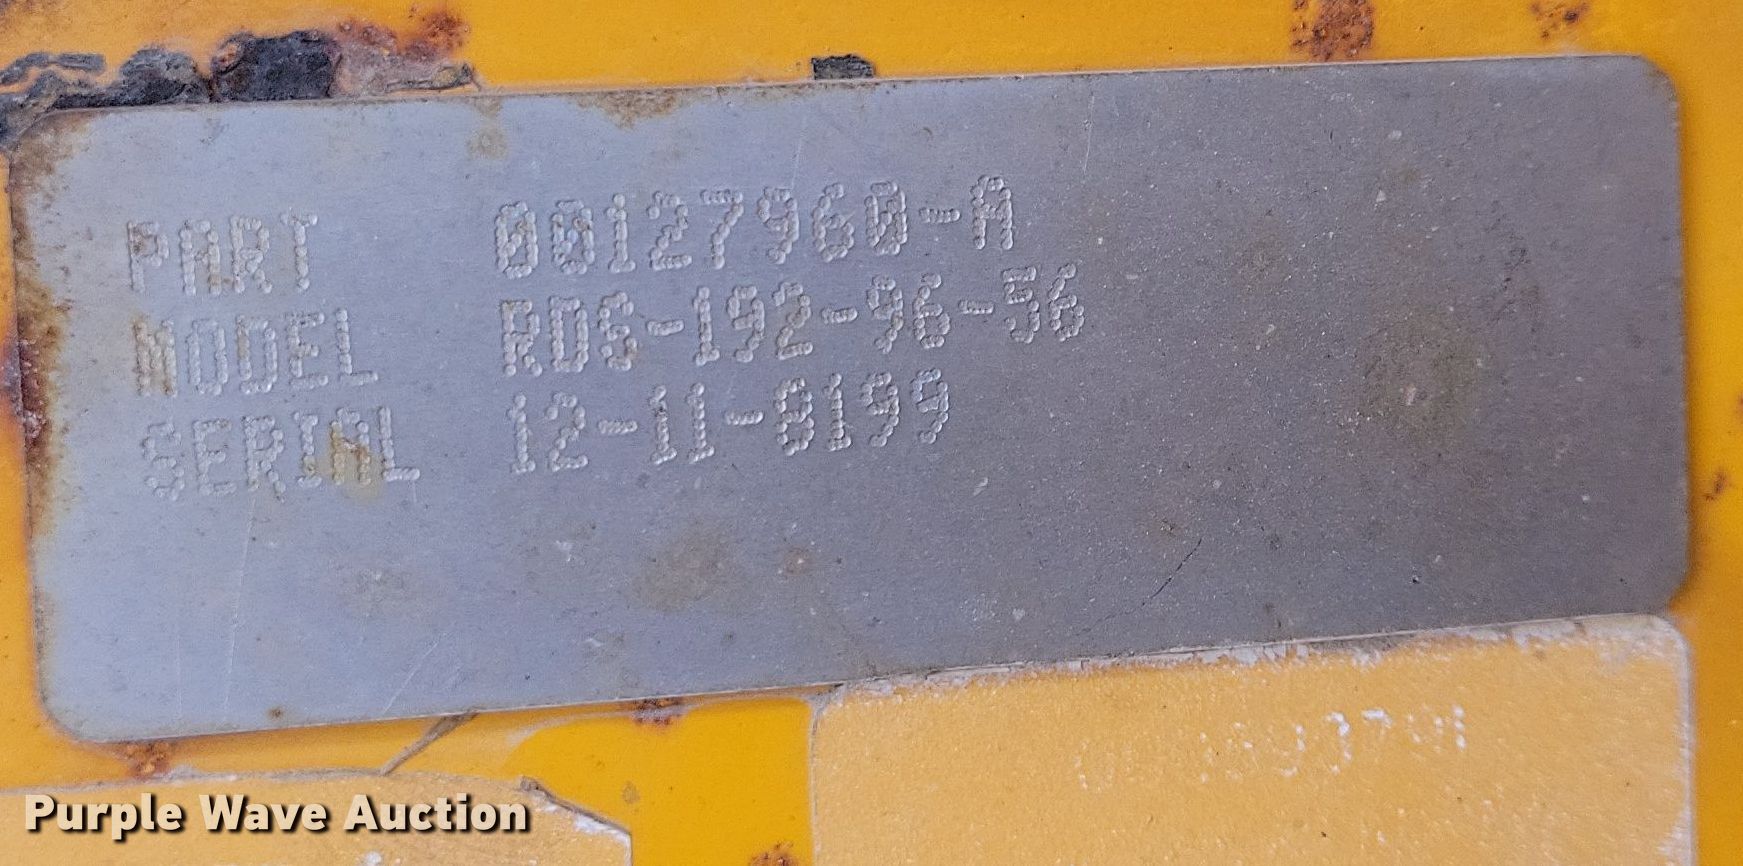 PART 00127960-A
MODEL RDS-192-96-56
SERIAL 12-11-8199
Purple Wave Auction